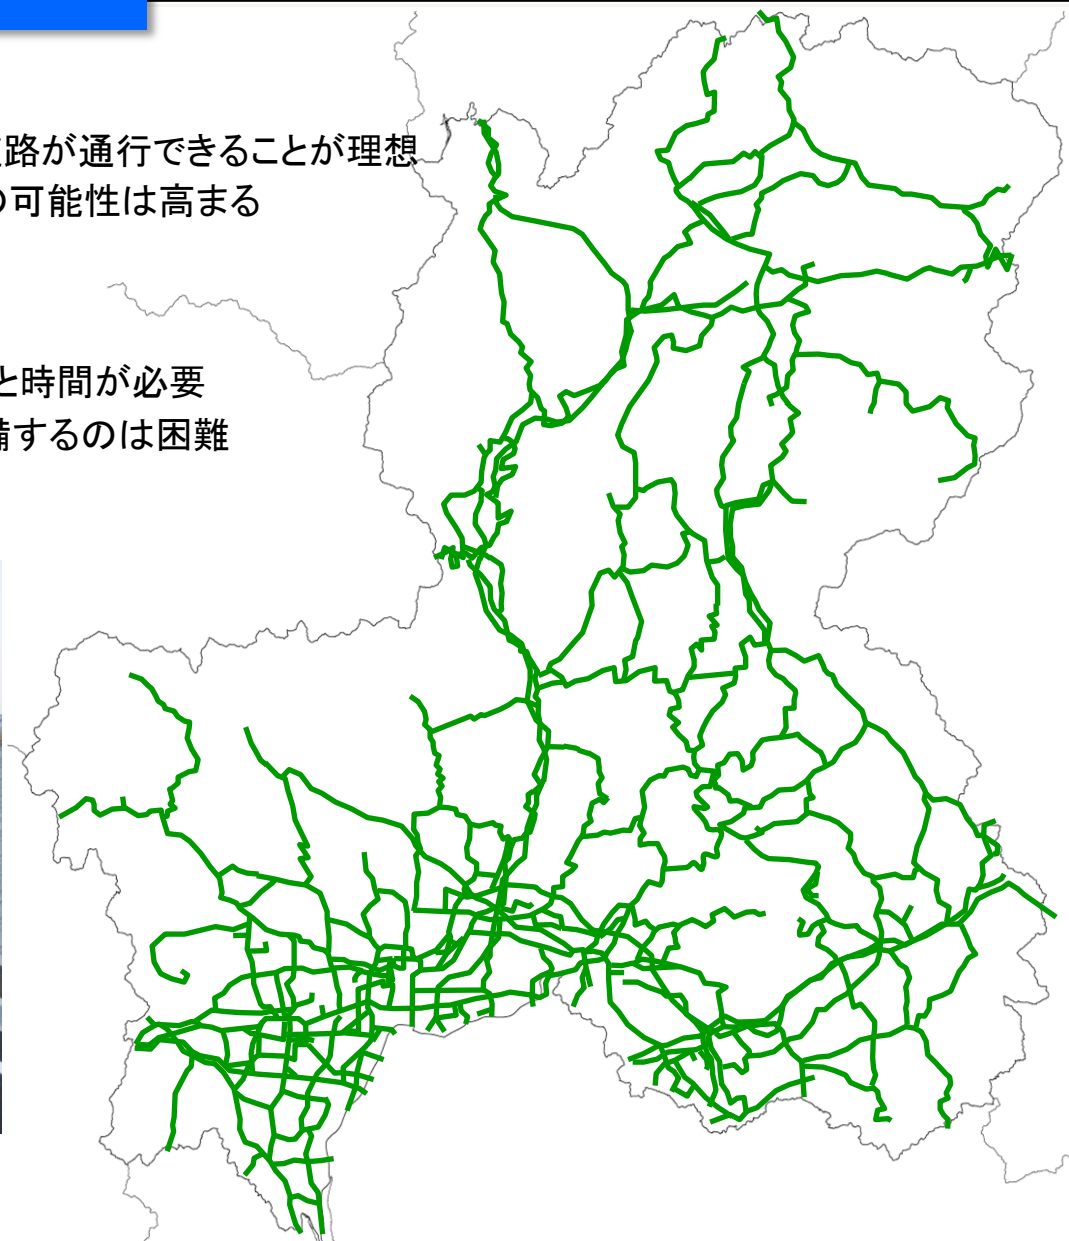 路が通行できることが理想
の可能性は高まる
と時間が必要
備するのは困難